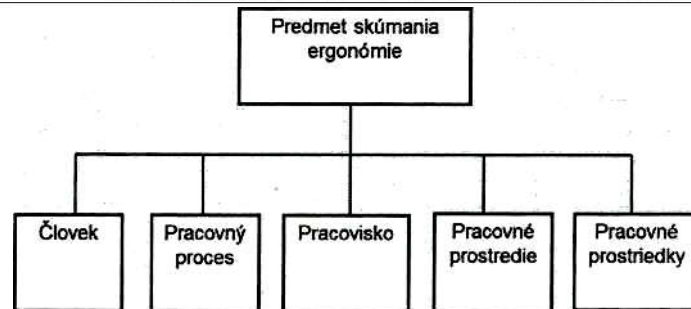 Predmet skúmania
ergonómie
Človek
Pracovný
proces
Pracovisko
Pracovné
prostredie
Pracovné
prostriedky